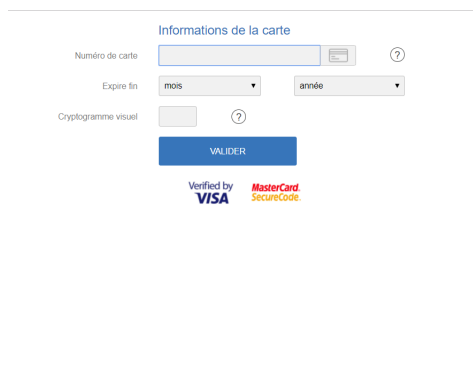 Informations de la carte
Numéro de carte
?
Expire fin mois année
Cryptogramme visuel ?
VALIDER
Verified by VISA
MasterCard. SecureCode.